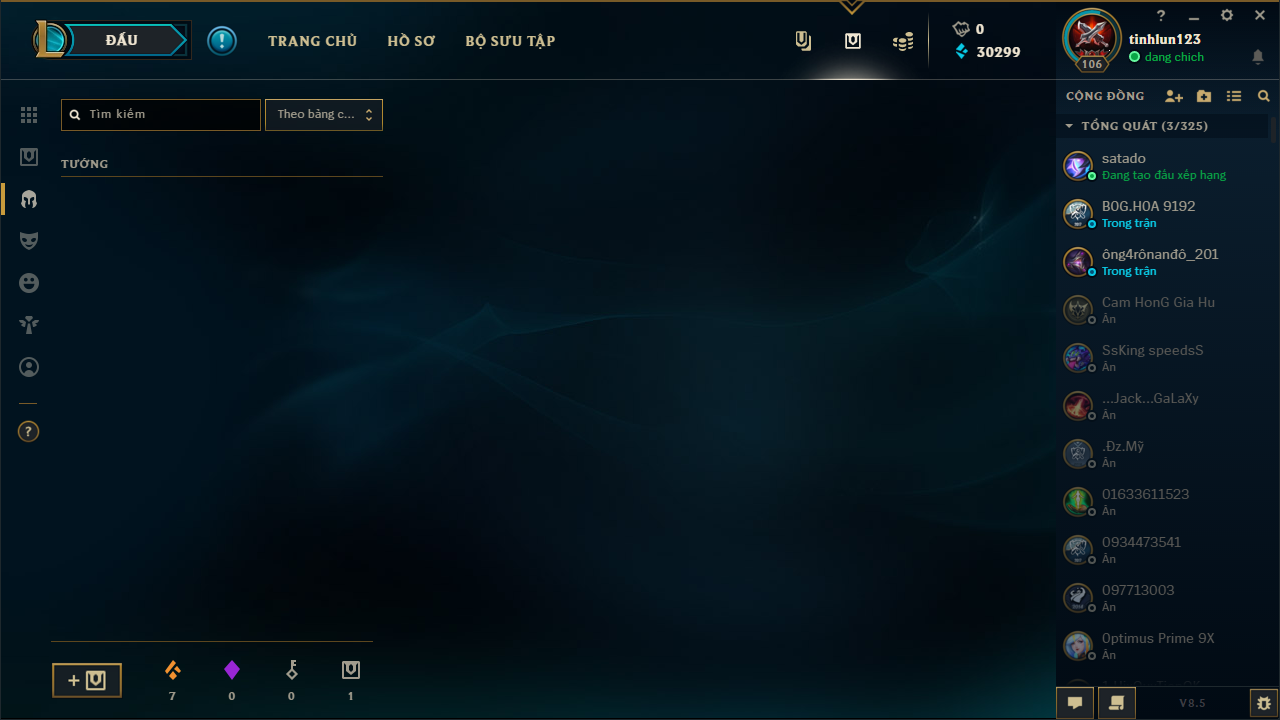 ĐẤU
TRANG CHỦ
HỒ SƠ
BỘ SƯU TẬP
0
30299
106
tinhlun123
dang chich
Tìm kiếm
Theo bảng c...
TƯỚNG
7
0
0
1
CỘNG ĐỒNG
TỔNG QUÁT (3/325)
satado
Đang tạo đấu xếp hạng
B0G.H0A 9192
Trong trận
ông4rônanđô_201
Trong trận
Cam HonG Gia Hu
Ẩn
SsKing speedsS
Ẩn
...Jack...GaLaXy
Ẩn
.Đz.Mỹ
Ẩn
01633611523
Ẩn
0934473541
Ẩn
097713003
Ẩn
0ptimus Prime 9X
Ẩn
V8.5